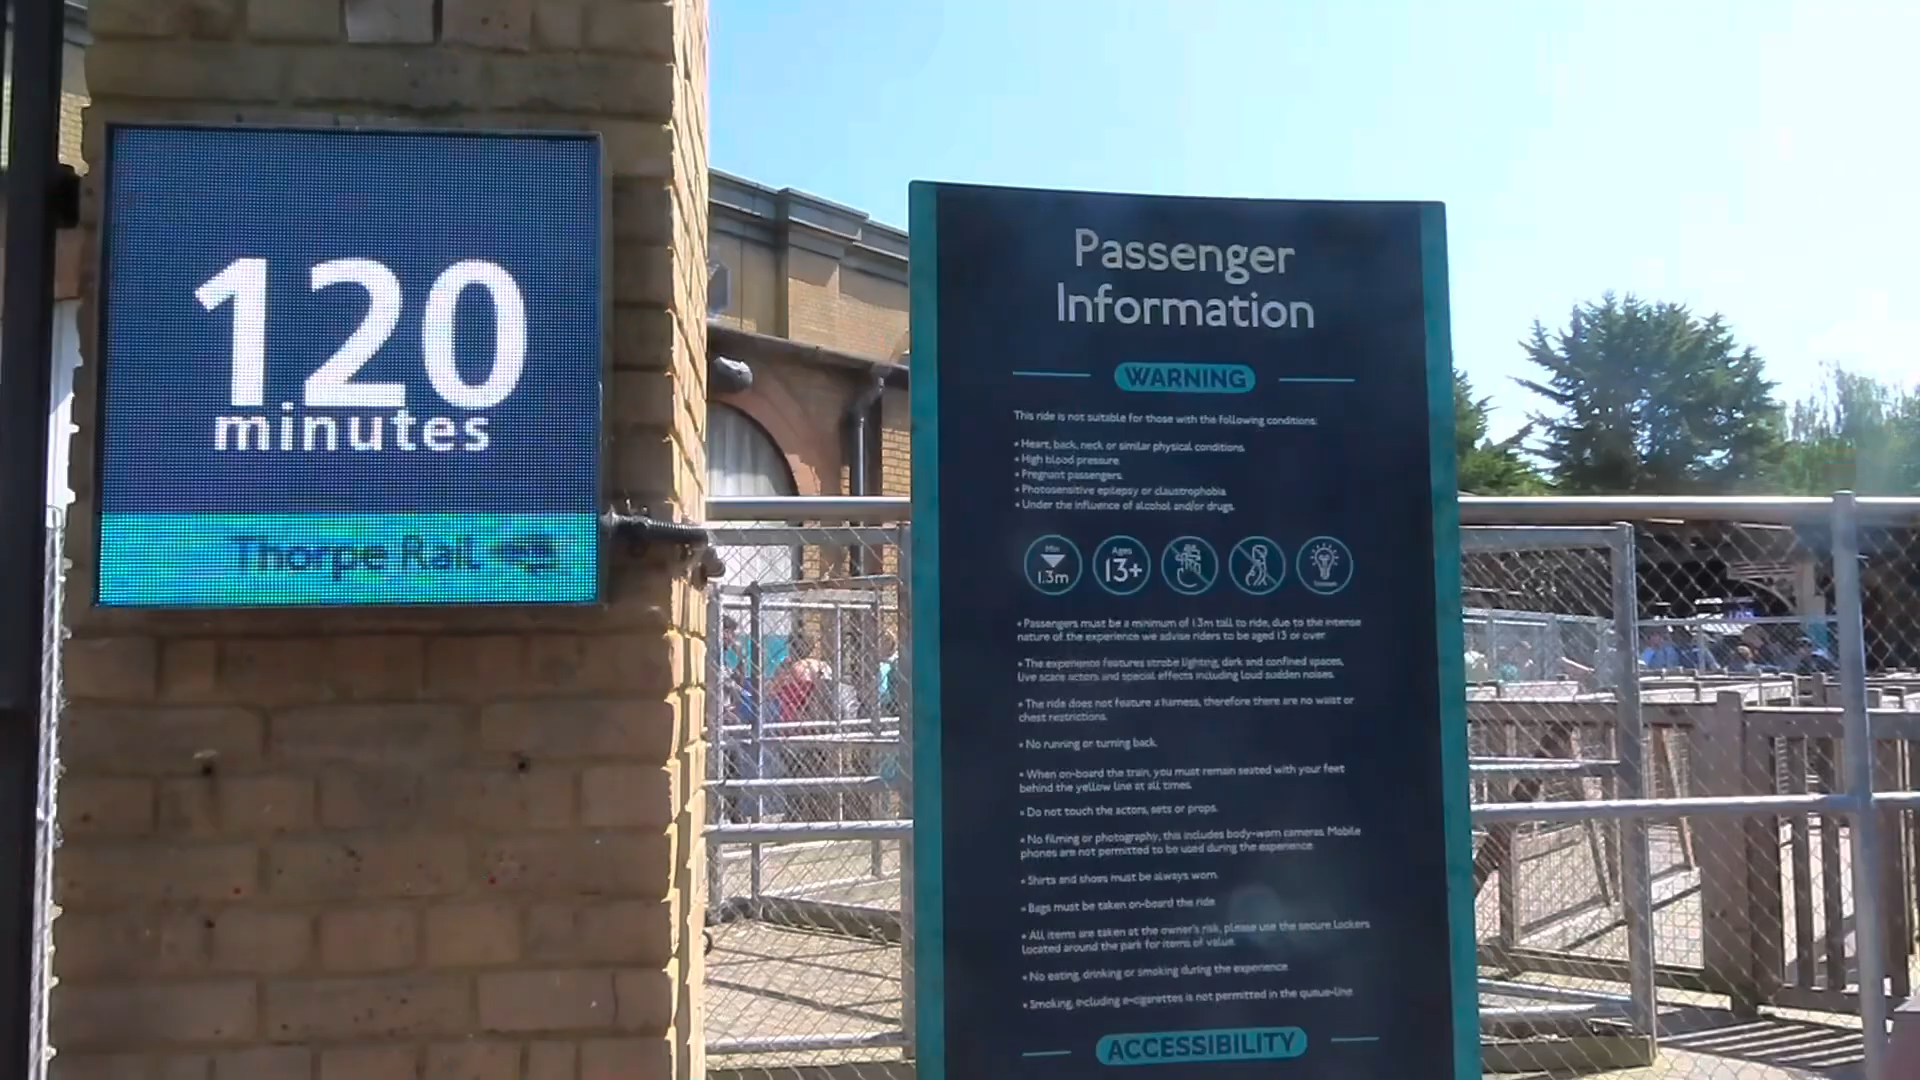 120
minutes
Thorpe Rail
Passenger
Information
WARNING
This ride is not suitable for those with the following conditions:
• Heart, back, neck or similar physical conditions.
• High blood pressure.
• Pregnant passengers.
• Photosensitive epilepsy or claustrophobia.
• Under the influence of alcohol and/or drugs.
Min
1.3m
Ages
13+
• Passengers must be a minimum of 1.3m tall to ride, due to the intense
nature of the experience we advise riders to be aged 13 or over
• The experience features strobe lighting, dark and confined spaces,
live scare actors and special effects including loud sudden noises.
• The ride does not feature a harness, therefore there are no waist or
chest restrictions.
• No running or turning back.
• When on-board the train, you must remain seated with your feet
behind the yellow line at all times.
• Do not touch the actors, sets or props.
• No filming or photography, this includes body-worn cameras. Mobile
phones are not permitted to be used during the experience
• Shirts and shoes must be always worn.
• Bags must be taken on-board the ride
• All items are taken at the owner's risk, please use the secure lockers
located around the park for items of value.
• No eating, drinking or smoking during the experience
• Smoking, e-cluding e-cigarettes is not permitted in the queue-line.
ACCESSIBILITY